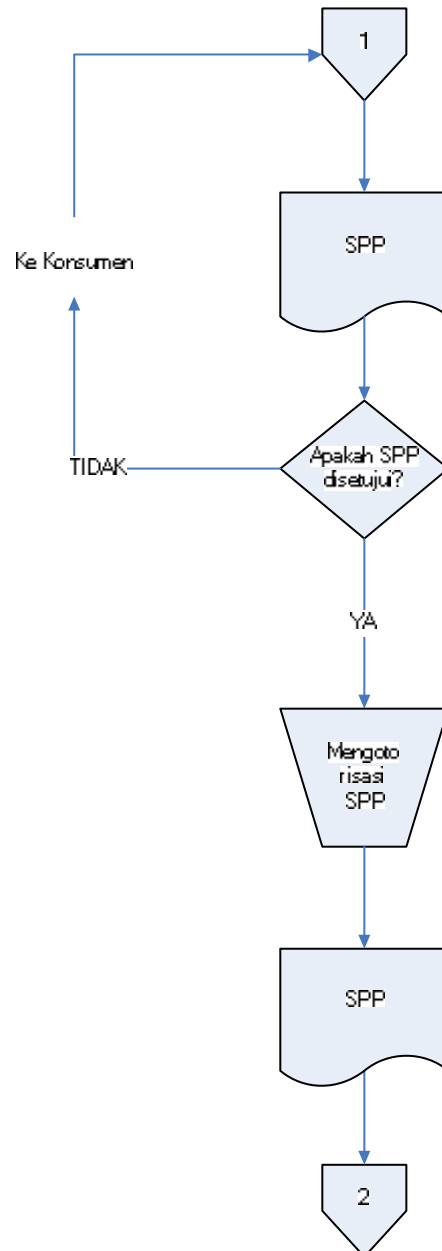 1
SPP
Ke Konsumen
Apakah SPP
disetujui?
TIDAK
YA
Mengoto
risasi
SPP
SPP
2